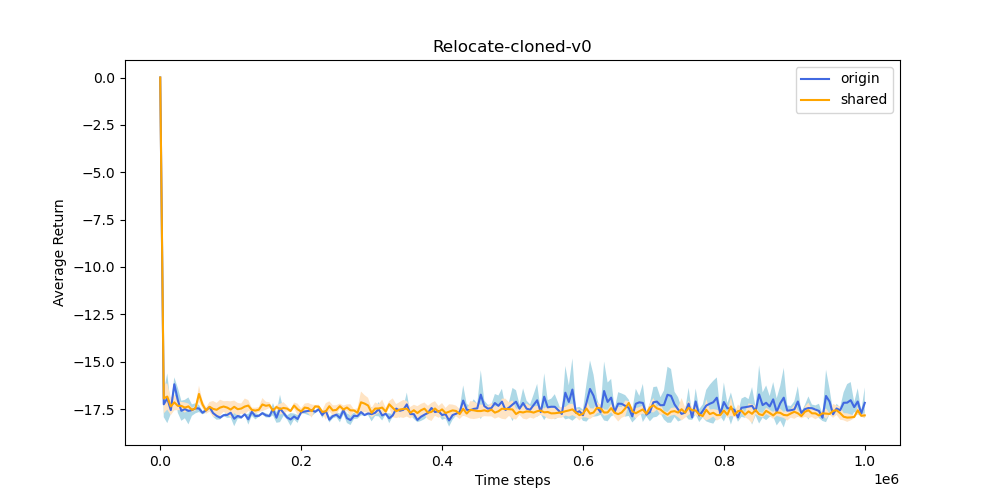 Relocate-cloned-v0
origin
shared
Average Return
0.0
−2.5
−5.0
−7.5
−10.0
−12.5
−15.0
−17.5
0.0 0.2 0.4 0.6 0.8 1.0
1e6
Time steps